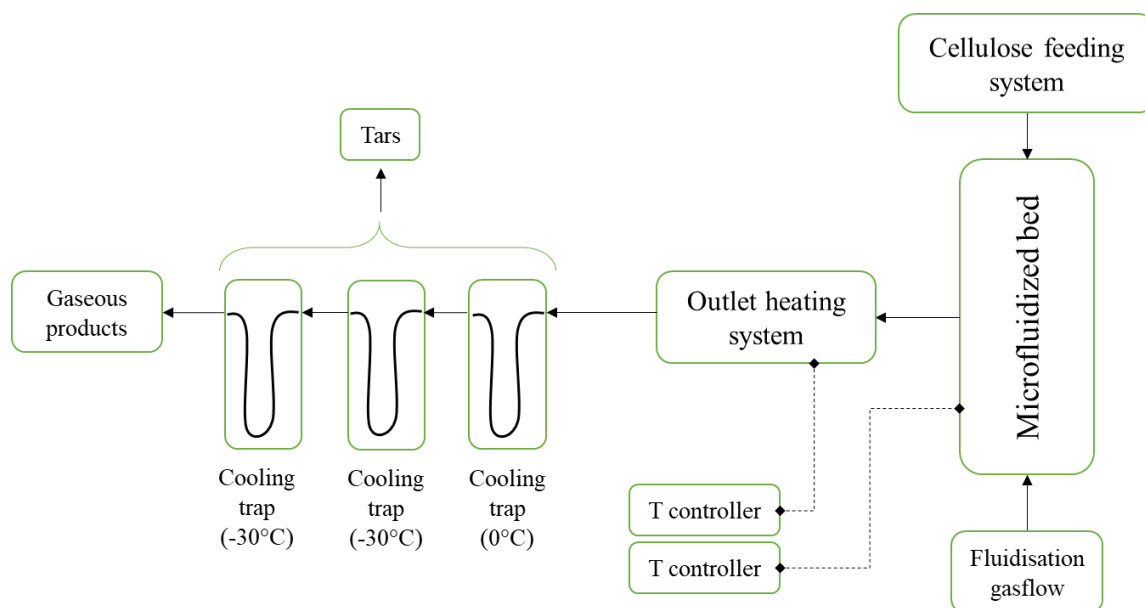 Cellulose feeding
system
Tars
Microfluidized bed
Gaseous
products
Outlet heating
system
Cooling
trap
(-30°C)
Cooling
trap
(-30°C)
Cooling
trap
(0°C)
T controller
T controller
Fluidisation
gasflow